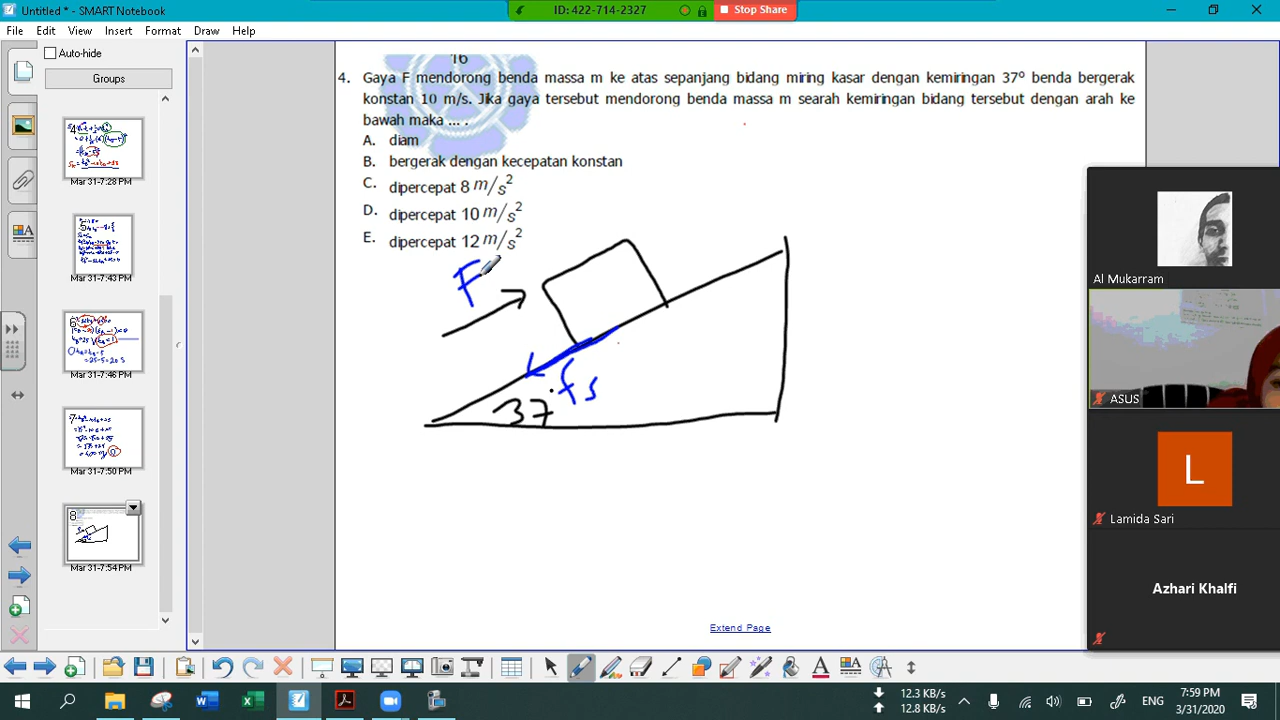 Untitled * - SMART Notebook
ID: 422-714-2327
Stop Share
File Edit View Insert Format Draw Help
Auto-hide
Groups
Mar 31-7:28 PM
Mar 31-7:43 PM
Mar 31-7:46 PM
Mar 31-7:50 PM
8
Mar 31-7:54 PM
16
4. Gaya F mendorong benda massa m ke atas sepanjang bidang miring kasar dengan kemiringan 37⁰ benda bergerak
konstan 10 m/s. Jika gaya tersebut mendorong benda massa m searah kemiringan bidang tersebut dengan arah ke
bawah maka ... .
A. diam
B. bergerak dengan kecepatan konstan
C. dipercepat 8 m/s²
D. dipercepat 10 m/s²
E. dipercepat 12 m/s²
F
fs
37°
Extend Page
Al Mukarram
ASUS
L
Lamida Sari
Azhari Khalfi
12.3 KB/s
12.8 KB/s
ENG
7:59 PM
3/31/2020